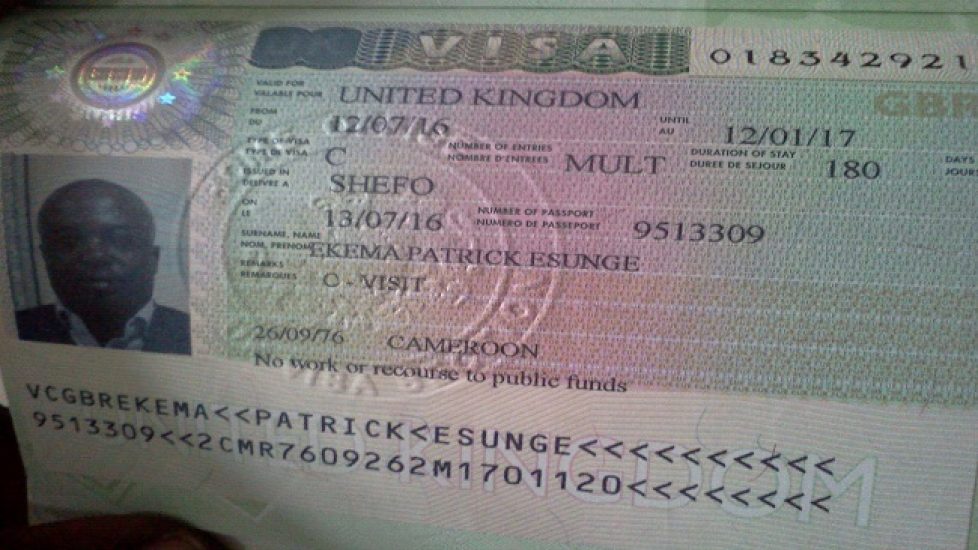 VISA
018342921
GBR
VALID FOR
VALABLE POUR
UNITED KINGDOM
FROM
DU
12/07/16
UNTIL
AU
12/01/17
TYPE OF VISA
TYPE DE VISA
C
NUMBER OF ENTRIES
NOMBRE D'ENTREES
MULT
DURATION OF STAY
DUREE DE SEJOUR
180
DAYS
JOURS
ISSUED IN
DELIVRE A
SHEFO
ON
LE
13/07/16
NUMBER OF PASSPORT
NUMERO DE PASSEPORT
9513309
SURNAME, NAME
NOM, PRENOM
EKEMA PATRICK ESUNGE
REMARKS
REMARQUES
C - VISIT
26/09/76 CAMEROON
No work or recourse to public funds
VCGBREKEMA<<PATRICK<ESUNGE<<<<<<<<<<
9513309<<2CMR7609262M1701120<<<<<<<<